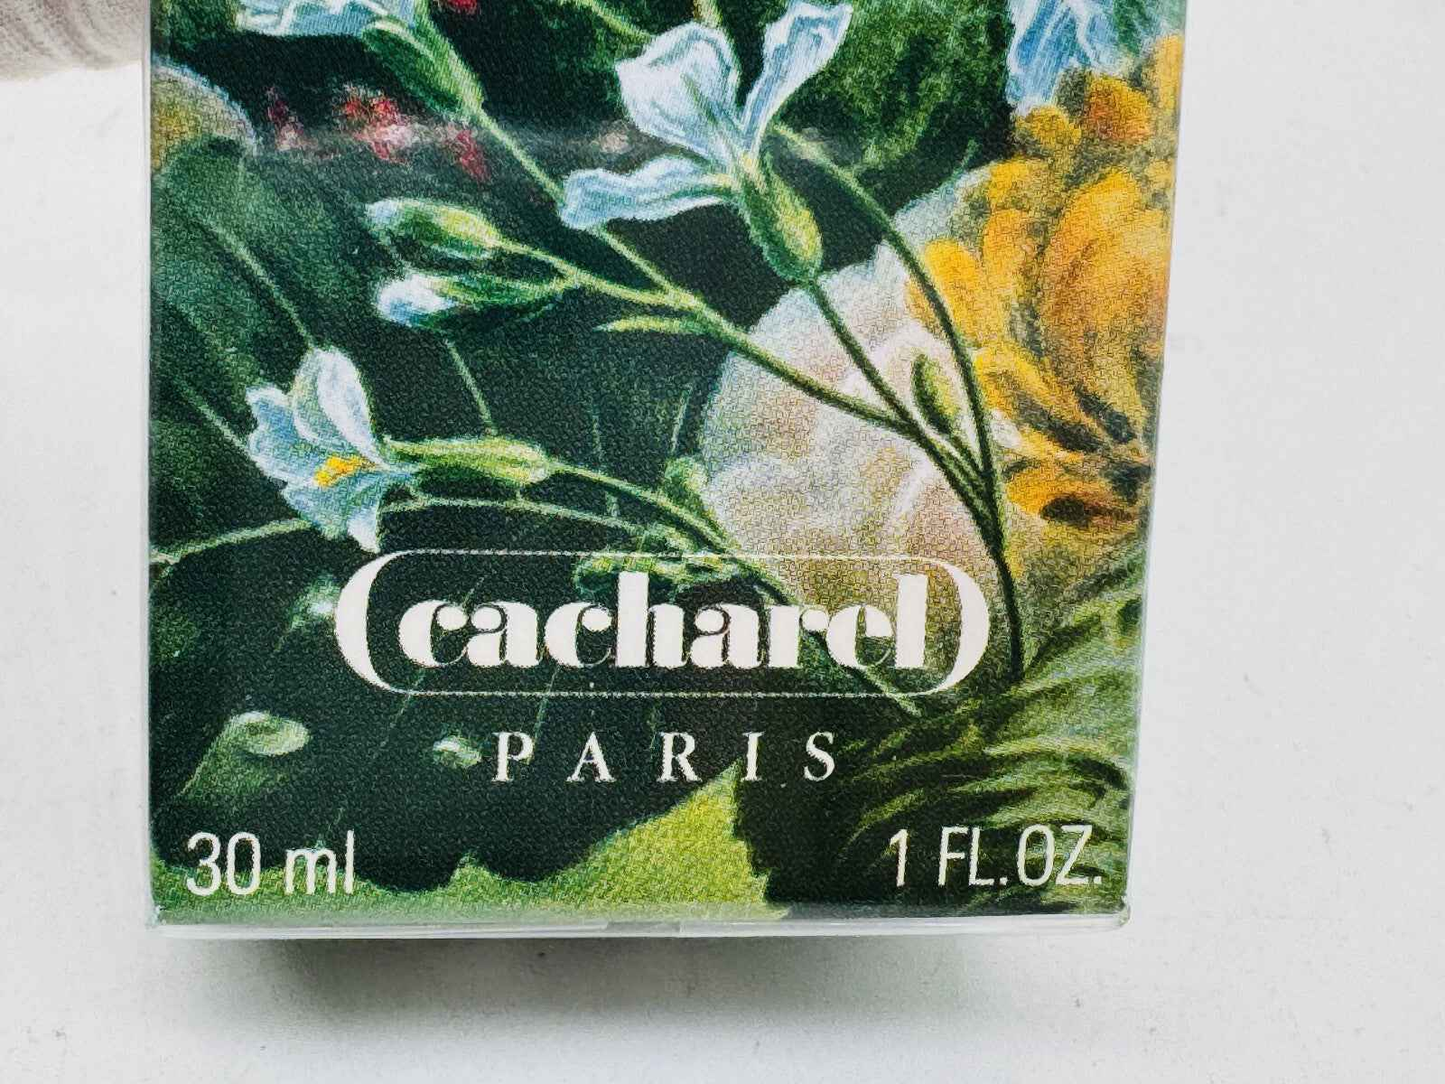 cacharel
PARIS
30 ml
1 FL.OZ.